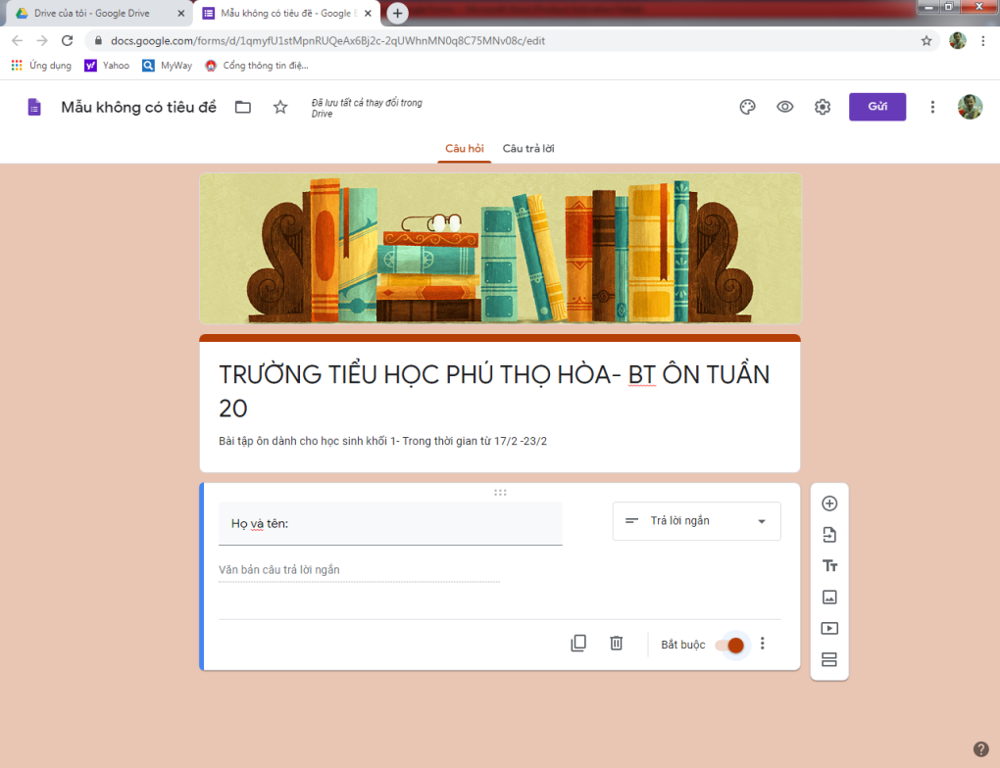 Drive của tôi - Google Drive
Mẫu không có tiêu đề - Google
docs.google.com/forms/d/1qmyfU1stMpnRUQeAx6Bj2c-2qUWhnMN0q8C75MNv08c/edit
Ứng dụng Yahoo MyWay Cổng thông tin điệ...
Mẫu không có tiêu đề
Đã lưu tất cả thay đổi trong
Drive
Gửi
Câu hỏi Câu trả lời
TRƯỜNG TIỂU HỌC PHÚ THỌ HÒA- BT ÔN TUẦN
20
Bài tập ôn dành cho học sinh khối 1- Trong thời gian từ 17/2 -23/2
Họ và tên:
Trả lời ngắn
Văn bản câu trả lời ngắn
Bắt buộc